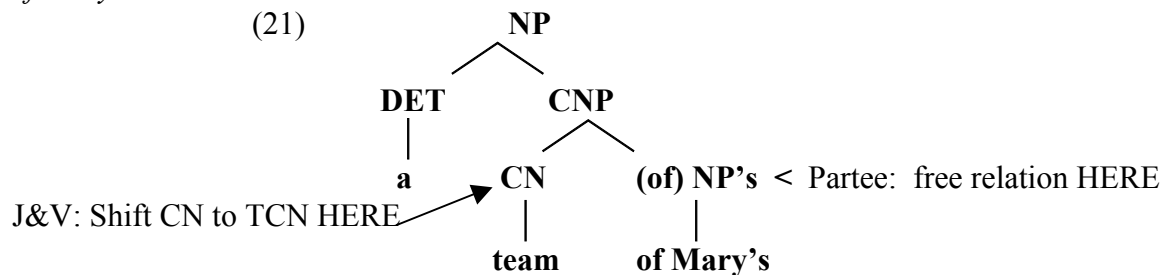 (21) NP
DET CNP
a CN (of) NP's < Partee: free relation HERE
J&V: Shift CN to TCN HERE
team of Mary's